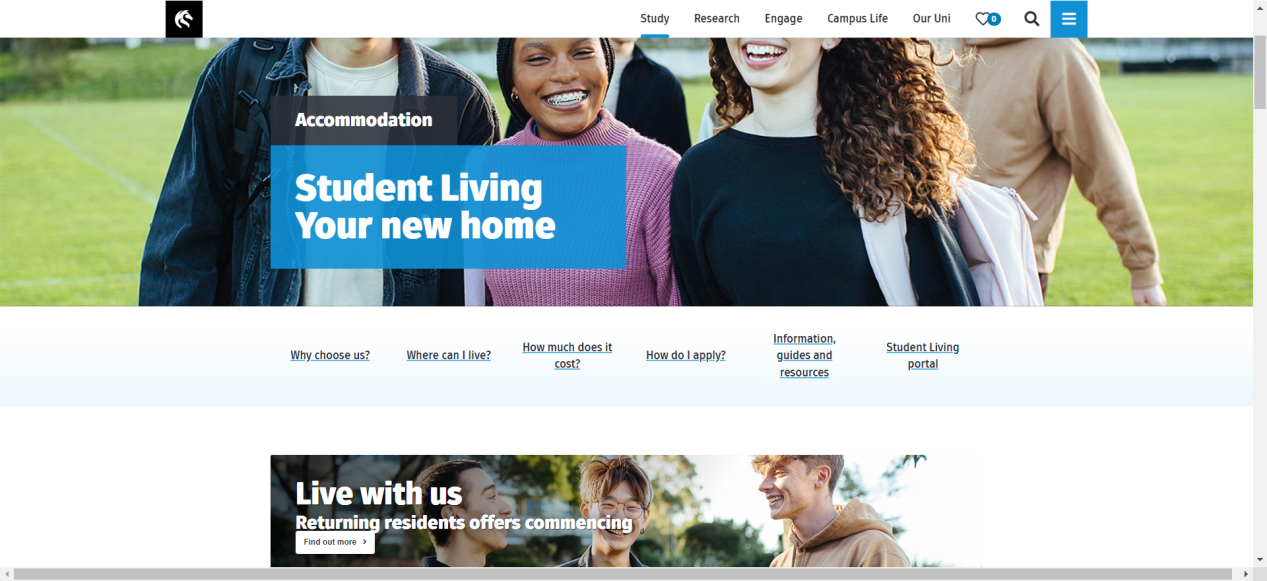 Study Research Engage Campus Life Our Uni 0
Accommodation
Student Living
Your new home
Why choose us?
Where can I live?
How much does it
cost?
How do I apply?
Information,
guides and
resources
Student Living
portal
Live with us
Returning residents offers commencing
Find out more